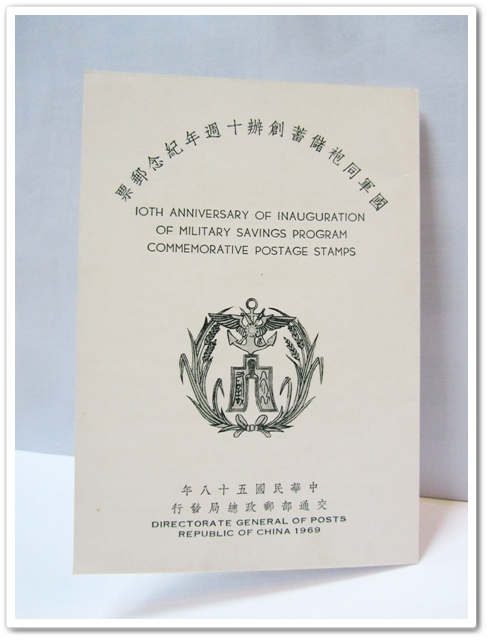 國軍同袍儲蓄創辦十週年紀念郵票
10TH ANNIVERSARY OF INAUGURATION
OF MILITARY SAVINGS PROGRAM
COMMEMORATIVE POSTAGE STAMPS
中華民國五十八年
交通部郵政總局發行
DIRECTORATE GENERAL OF POSTS
REPUBLIC OF CHINA 1969